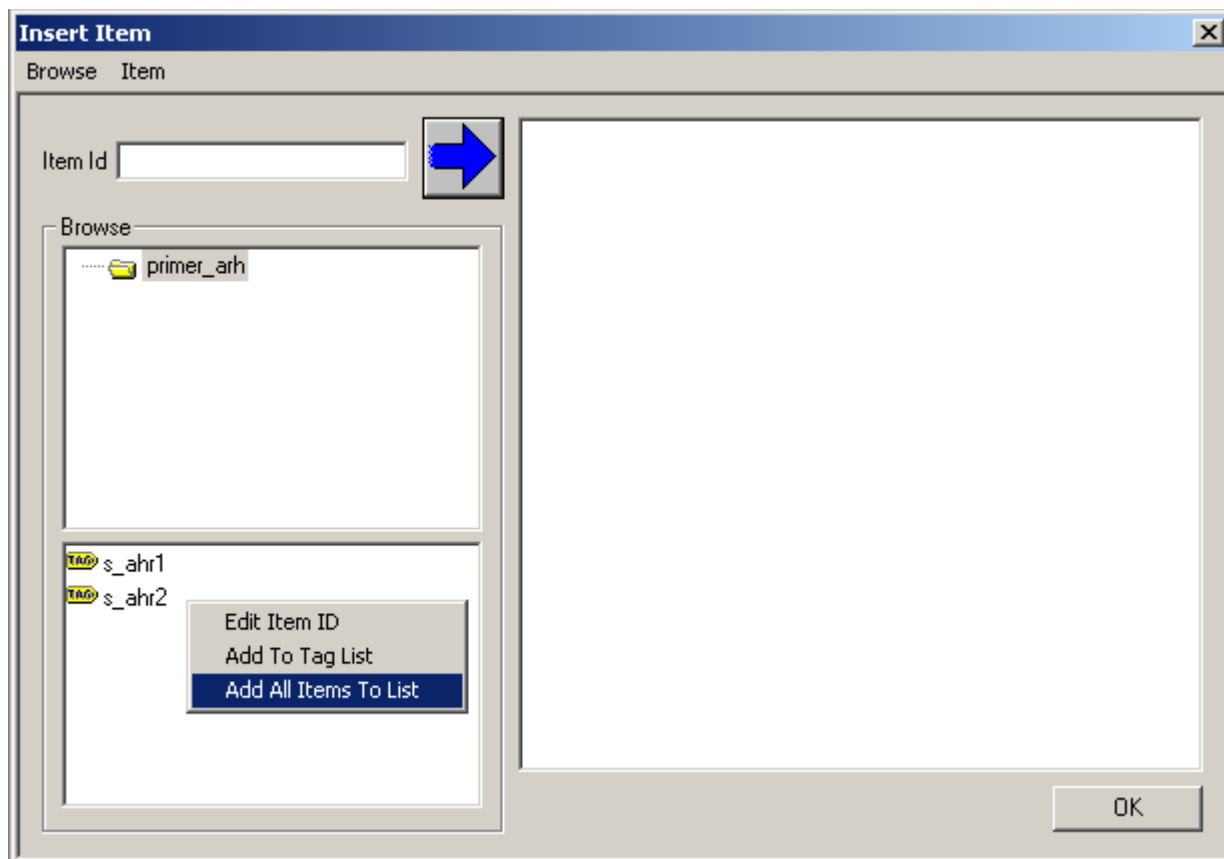 Insert Item
Browse Item
Item Id
Browse
primer_arh
TAG s_ahr1
TAG s_ahr2
Edit Item ID
Add To Tag List
Add All Items To List
OK